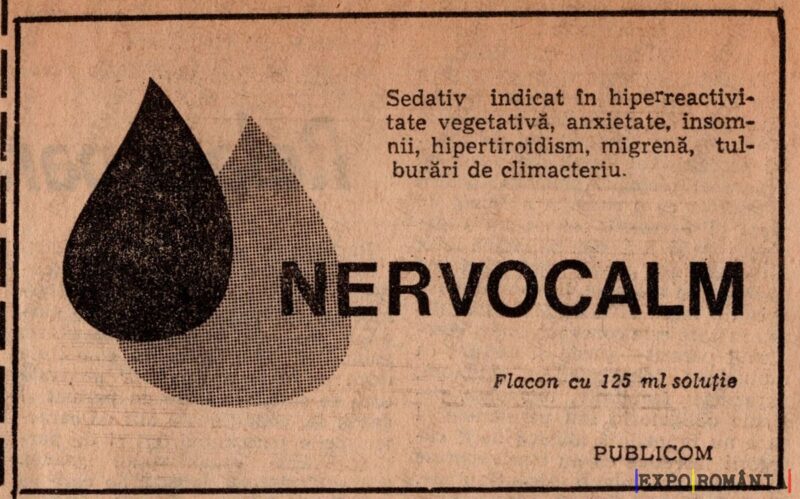 Sedativ indicat în hiperreactivi-
tate vegetativă, anxietate, insom-
nii, hipertiroidism, migrenă, tul-
burări de climacteriu.
NERVOCALM
Flacon cu 125 ml soluție
PUBLICOM
EXPO ROMÂNIA